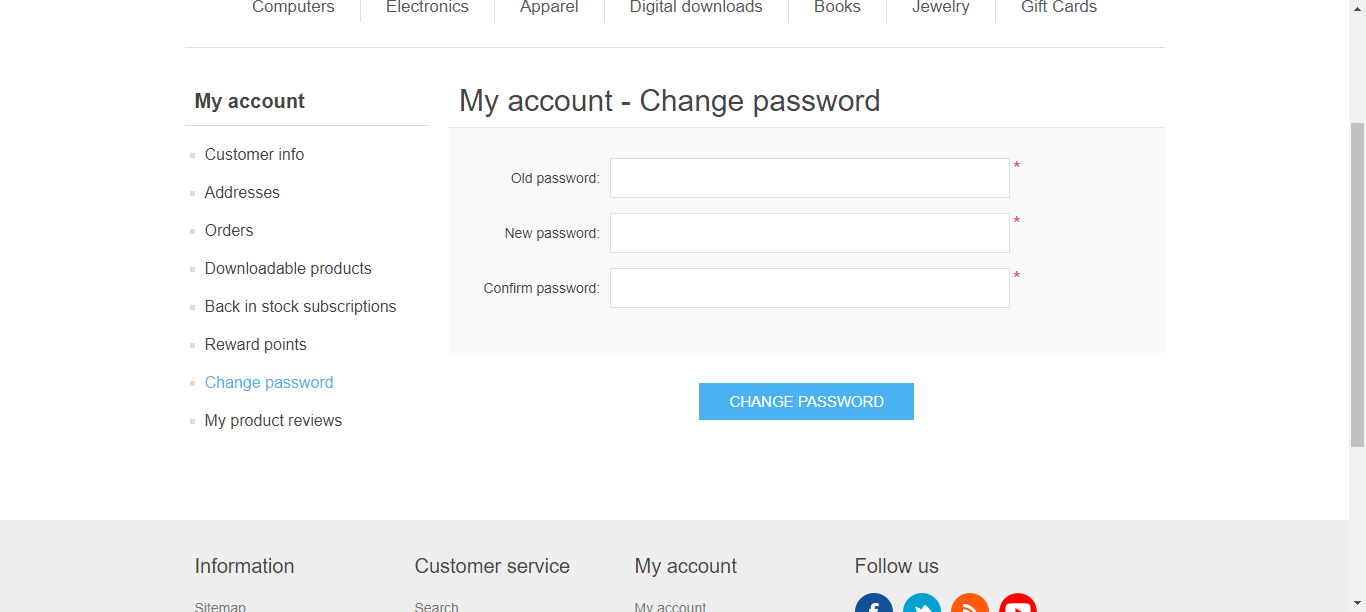 Computers Electronics Apparel Digital downloads Books Jewelry Gift Cards
My account
Customer info
Addresses
Orders
Downloadable products
Back in stock subscriptions
Reward points
Change password
My product reviews
My account - Change password
Old password: *
New password: *
Confirm password: *
CHANGE PASSWORD
Information
Sitemap
Customer service
Search
My account
My account
Follow us